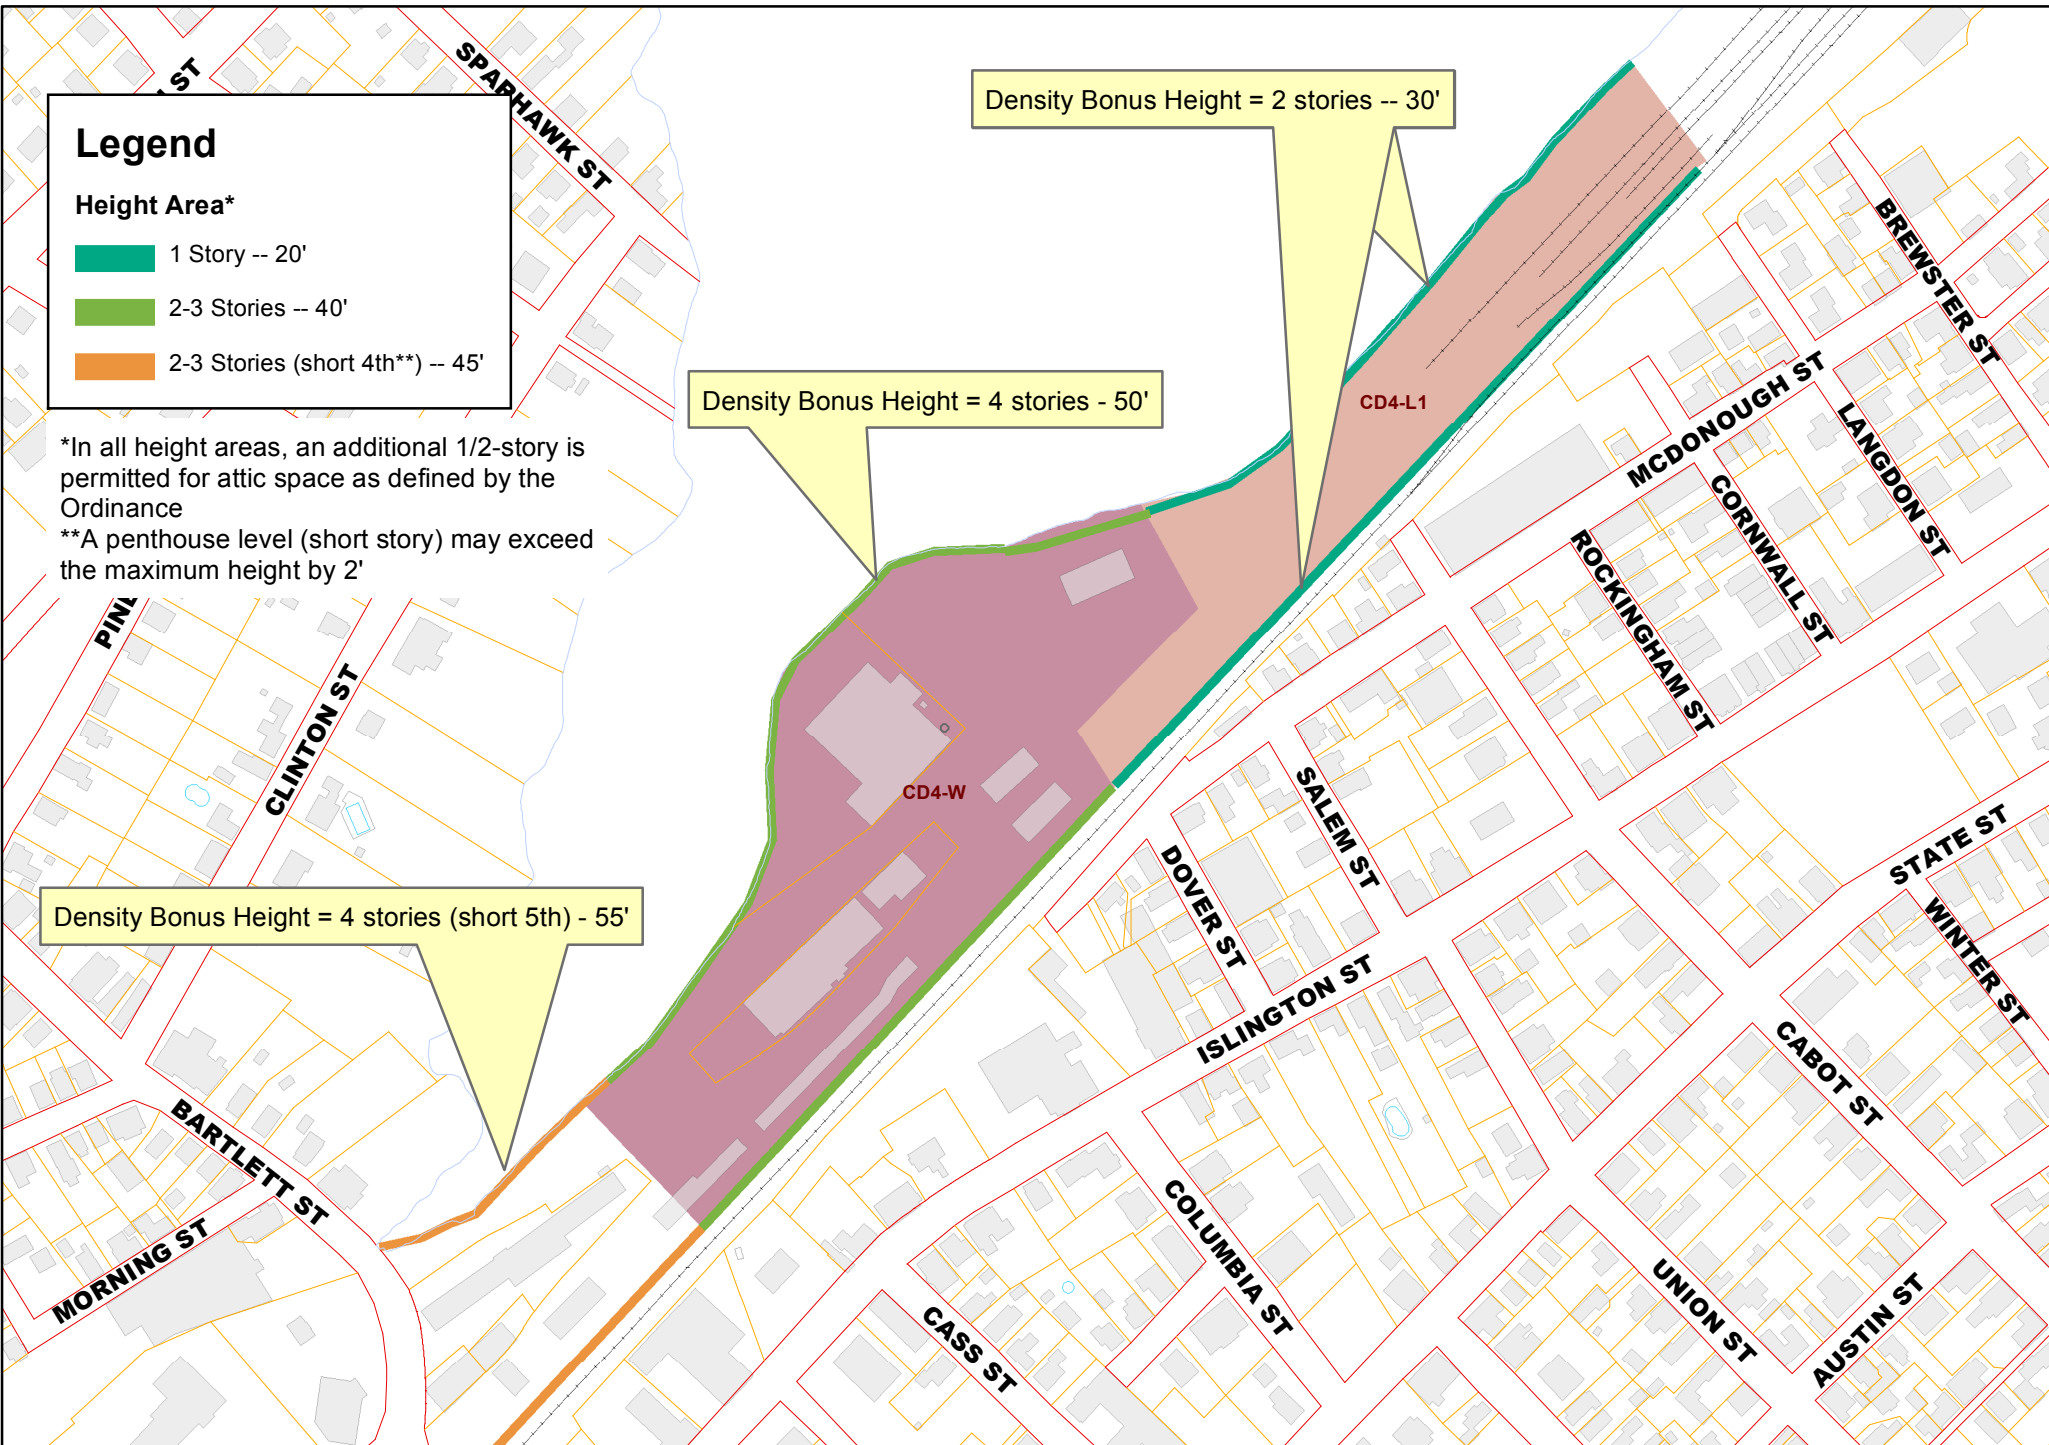 SPARHAWK ST
ST
Legend
Height Area*
1 Story -- 20'
2-3 Stories -- 40'
2-3 Stories (short 4th**) -- 45'
*In all height areas, an additional 1/2-story is
permitted for attic space as defined by the
Ordinance
**A penthouse level (short story) may exceed
the maximum height by 2'
Density Bonus Height = 2 stories -- 30'
Density Bonus Height = 4 stories - 50'
Density Bonus Height = 4 stories (short 5th) - 55'
CD4-L1
CD4-W
BREWSTER ST
MCDONOUGH ST
LANGDON ST
CORNWALL ST
ROCKINGHAM ST
PINE
CLINTON ST
SALEM ST
DOVER ST
STATE ST
WINTER ST
ISLINGTON ST
CABOT ST
BARTLETT ST
MORNING ST
COLUMBIA ST
CASS ST
UNION ST
AUSTIN ST